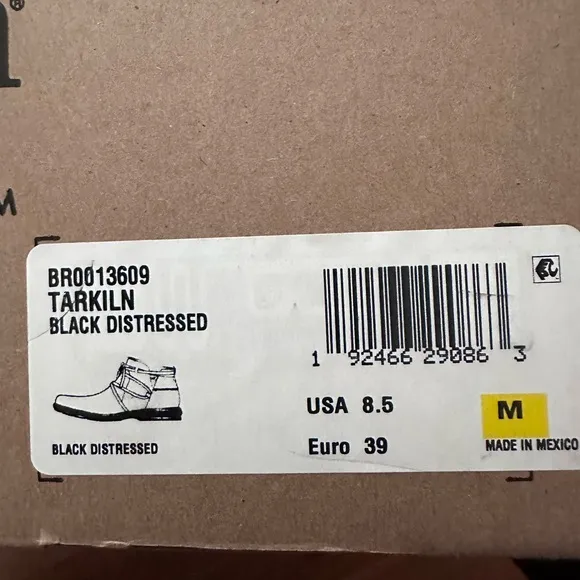 BR0013609
TARKILN
BLACK DISTRESSED
1 92466 29086 3
USA 8.5
M
BLACK DISTRESSED
Euro 39
MADE IN MEXICO